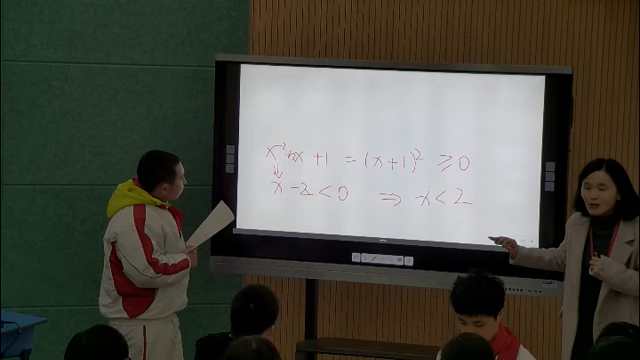 x²+2x+1 = (x+1)² ≥0
x-2<0 ⇒ x<2